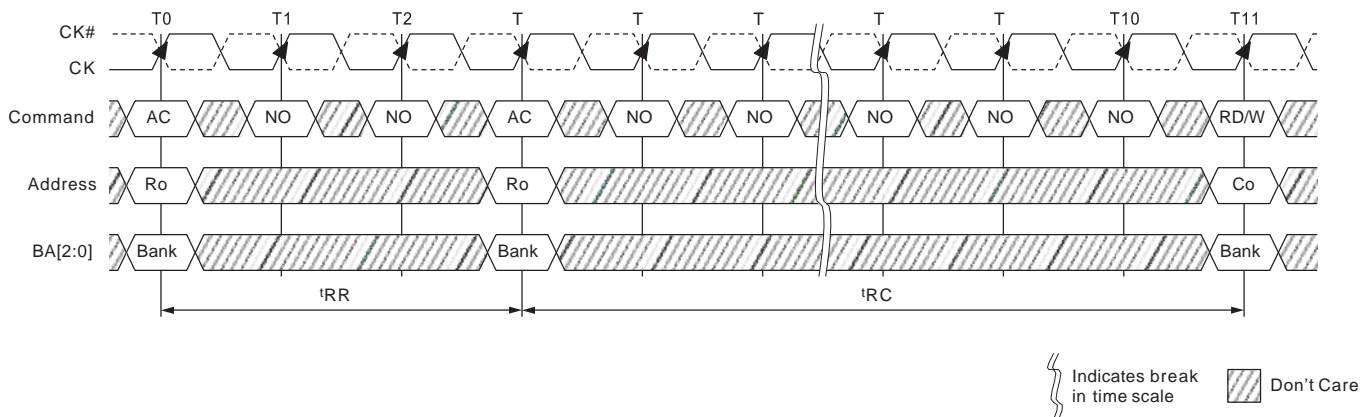 T0 T1 T2 T T T T T T10 T11
CK#
CK
Command AC NO NO AC NO NO NO NO NO RD/W
Address Ro Ro Co
BA[2:0] Bank Bank Bank
tRR tRC
Indicates break
in time scale
Don't Care